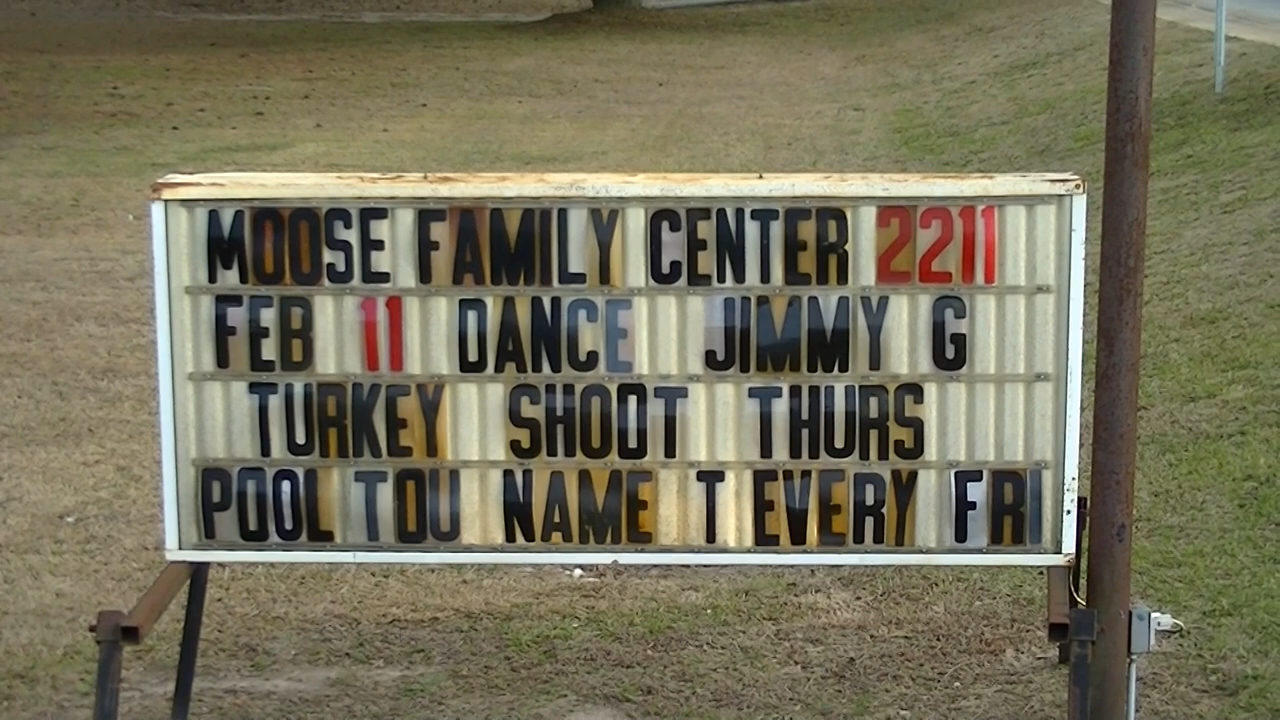 MOOSE FAMILY CENTER 2211
FEB 11 DANCE JIMMY G
TURKEY SHOOT THURS
POOL TOU NAME T EVERY FRI